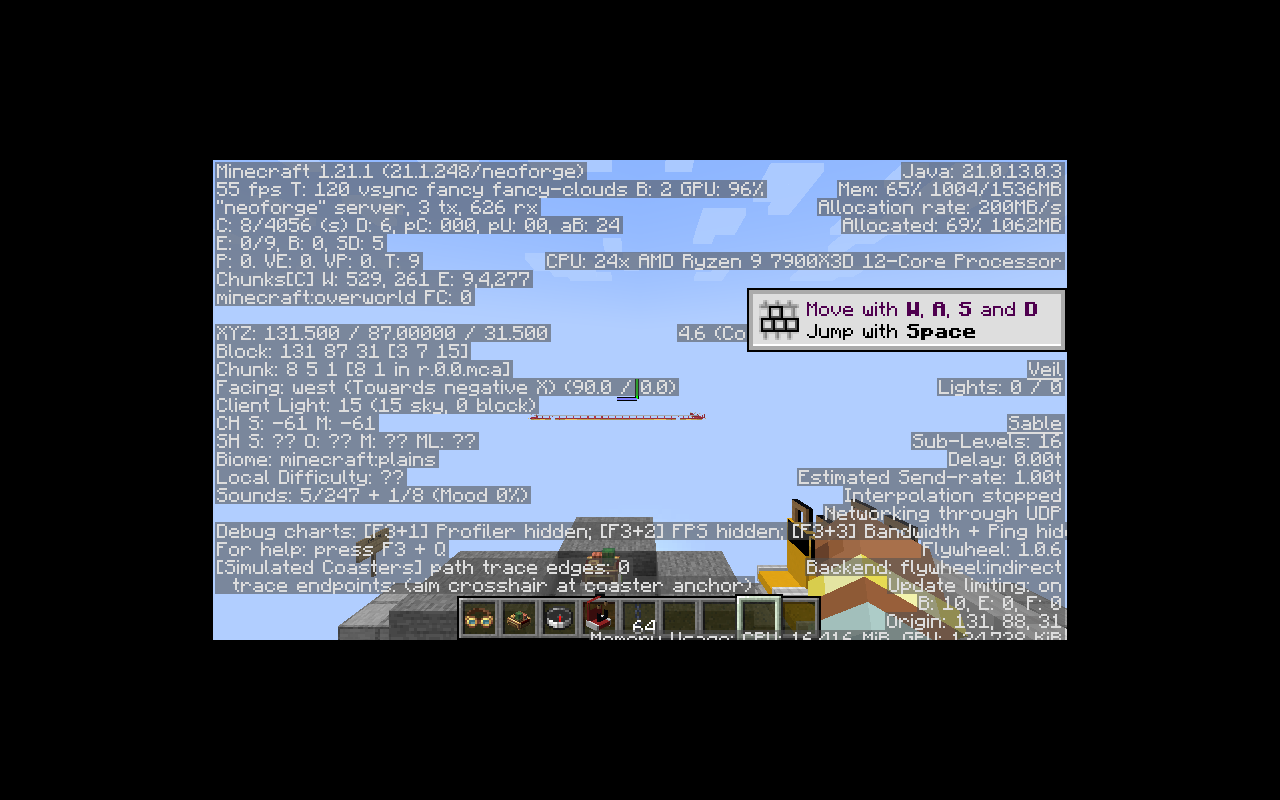 Minecraft 1.21.1 (21.1.248/neoforge)
55 fps T: 120 vsync fancy fancy-clouds B: 2 GPU: 96%
"neoforge" server, 3 tx, 626 rx
C: 8/4056 (s) D: 6, pC: 000, pU: 00, aB: 24
E: 0/9, B: 0, SD: 5
P: 0. VE: 0. VP: 0. T: 9
Chunks[C] W: 529, 261 E: 9,4,277
minecraft:overworld FC: 0
XYZ: 131.500 / 87.00000 / 31.500
Block: 131 87 31 [3 7 15]
Chunk: 8 5 1 [8 1 in r.0.0.mca]
Facing: west (Towards negative X) (90.0 / 0.0)
Client Light: 15 (15 sky, 0 block)
CH S: -61 M: -61
SH S: ?? O: ?? M: ?? ML: ??
Biome: minecraft:plains
Local Difficulty: ??
Sounds: 5/247 + 1/8 (Mood 0%)
Debug charts: [F3+1] Profiler hidden; [F3+2] FPS hidden; [F3+3] Bandwidth + Ping hid
For help: press F3 + Q
[Simulated Coasters] path trace edges: 0
trace endpoints: (aim crosshair at coaster anchor)
Java: 21.0.13.0.3
Mem: 65% 1004/1536MB
Allocation rate: 200MB/s
Allocated: 69% 1062MB
CPU: 24x AMD Ryzen 9 7900X3D 12-Core Processor
Move with W, A, S and D
Jump with Space
4.6 (Co
Veil
Lights: 0 / 0
Sable
Sub-Levels: 16
Delay: 0.00t
Estimated Send-rate: 1.00t
Interpolation stopped
Networking through UDP
Flywheel: 1.0.6
Backend: flywheel:indirect
Update limiting: on
B: 10, E: 0, F: 0
Origin: 131, 88, 31
64